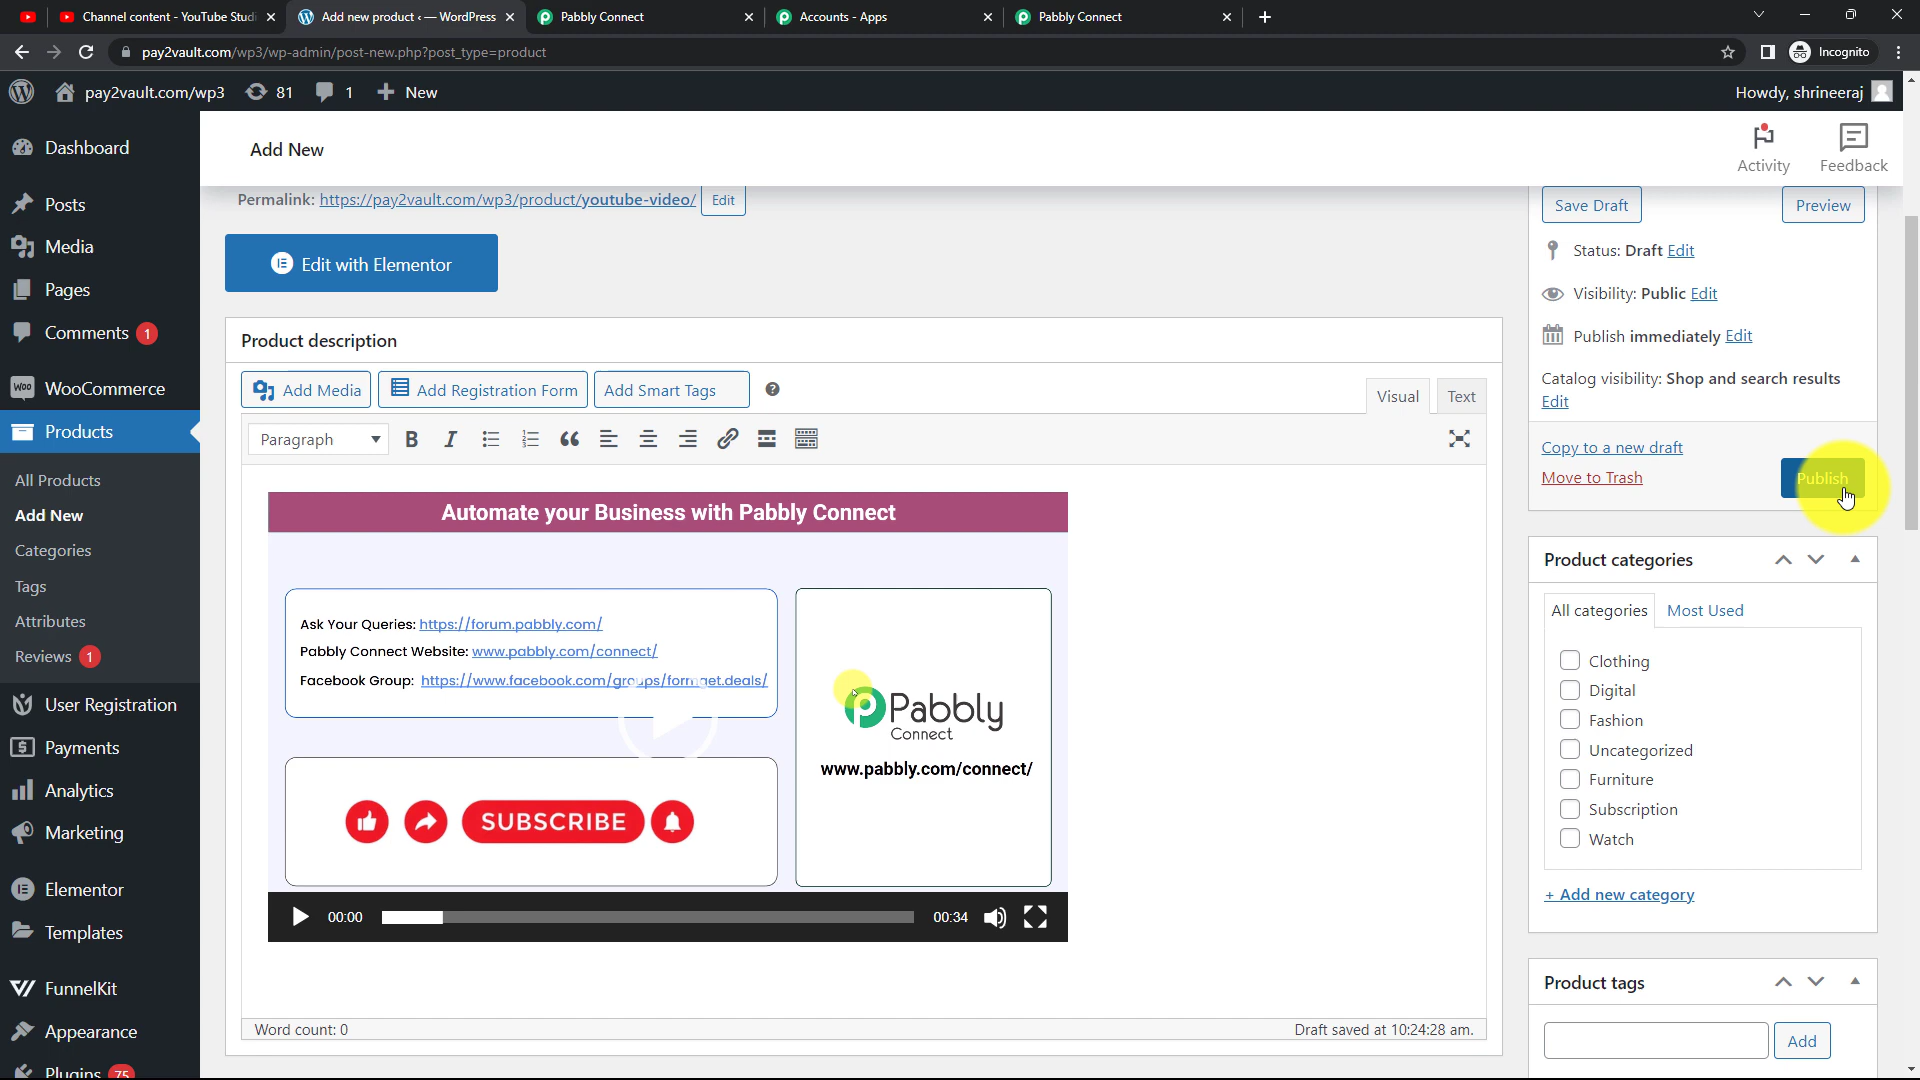 Channel content - YouTube Studi
Add new product ‹ — WordPress
Pabbly Connect
Accounts - Apps
Pabbly Connect
pay2vault.com/wp3/wp-admin/post-new.php?post_type=product
Incognito
pay2vault.com/wp3
81
1
New
Howdy, shrineeraj
Dashboard
Posts
Media
Pages
Comments 1
WooCommerce
Products
All Products
Add New
Categories
Tags
Attributes
Reviews 1
User Registration
Payments
Analytics
Marketing
Elementor
Templates
FunnelKit
Appearance
Plugins 75
Add New
Activity
Feedback
Permalink: https://pay2vault.com/wp3/product/youtube-video/ Edit
Edit with Elementor
Product description
Add Media
Add Registration Form
Add Smart Tags
Visual
Text
Paragraph
Automate your Business with Pabbly Connect
Ask Your Queries: https://forum.pabbly.com/
Pabbly Connect Website: www.pabbly.com/connect/
Facebook Group: https://www.facebook.com/groups/formget.deals/
SUBSCRIBE
Pabbly
Connect
www.pabbly.com/connect/
00:00
00:34
Word count: 0
Draft saved at 10:24:28 am.
Save Draft
Preview
Status: Draft Edit
Visibility: Public Edit
Publish immediately Edit
Catalog visibility: Shop and search results
Edit
Copy to a new draft
Move to Trash
Publish
Product categories
All categories
Most Used
Clothing
Digital
Fashion
Uncategorized
Furniture
Subscription
Watch
+ Add new category
Product tags
Add